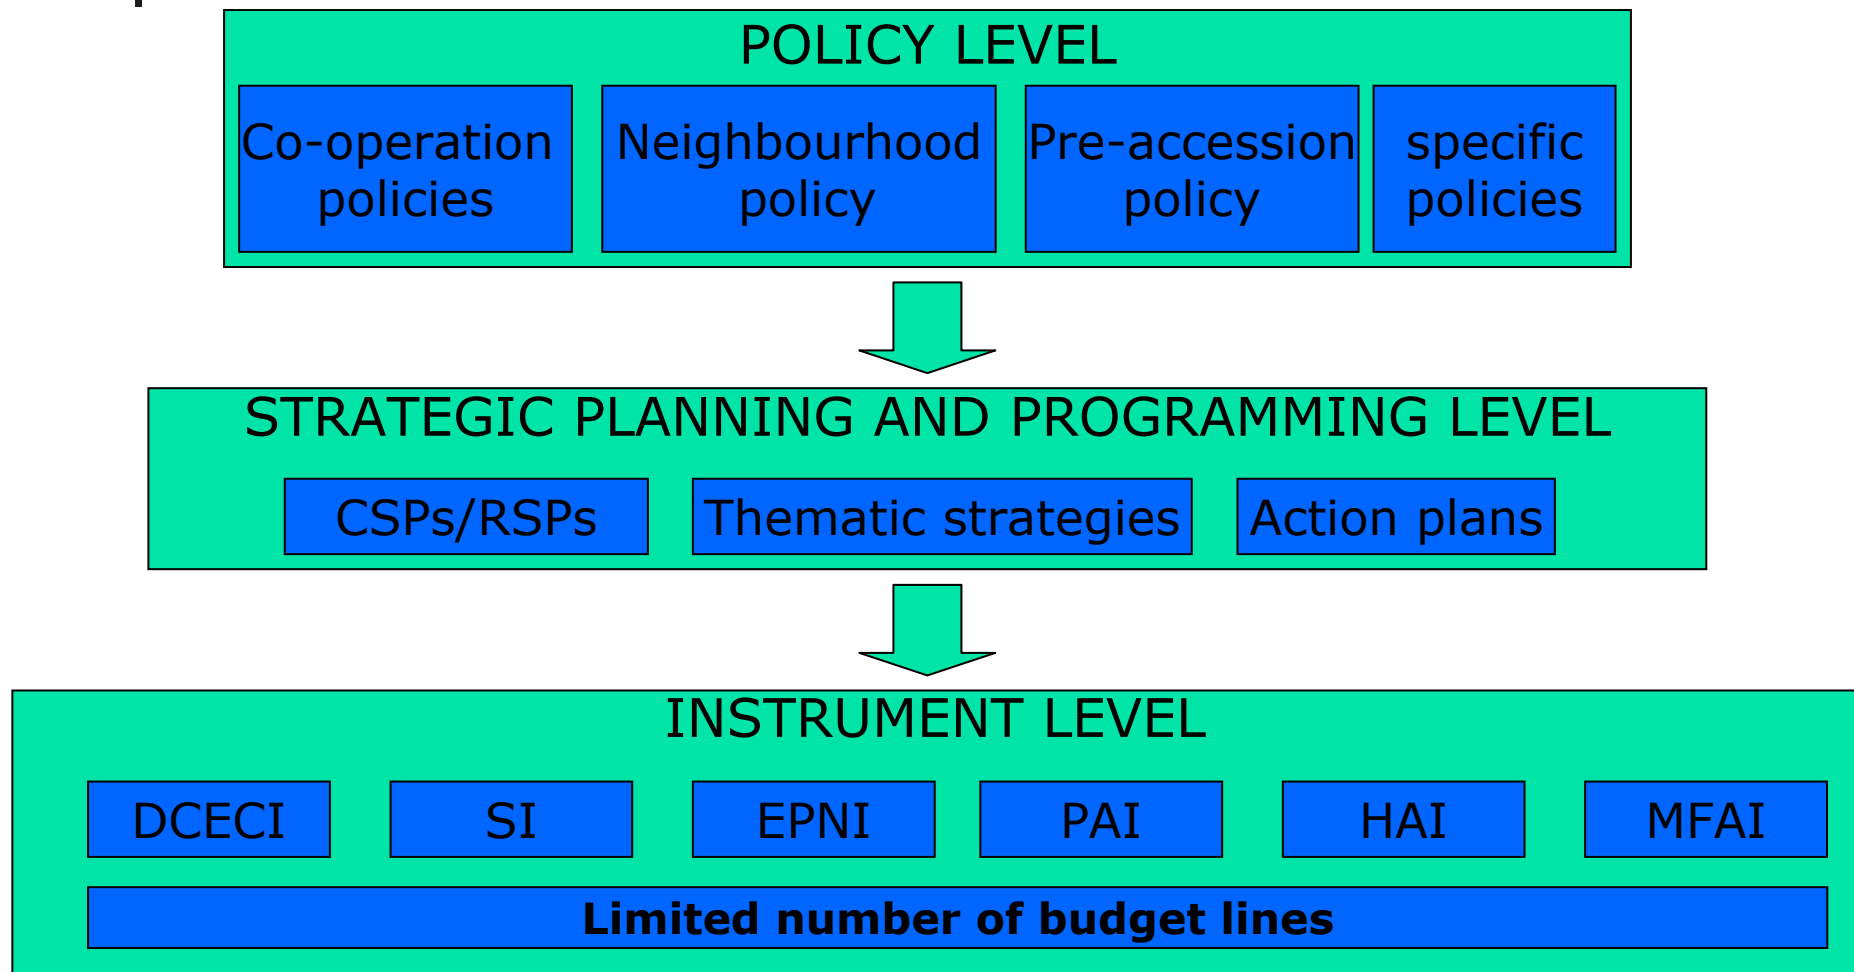 POLICY LEVEL
Co-operation policies
Neighbourhood policy
Pre-accession policy
specific policies
STRATEGIC PLANNING AND PROGRAMMING LEVEL
CSPs/RSPs
Thematic strategies
Action plans
INSTRUMENT LEVEL
DCECI
SI
EPNI
PAI
HAI
MFAI
Limited number of budget lines